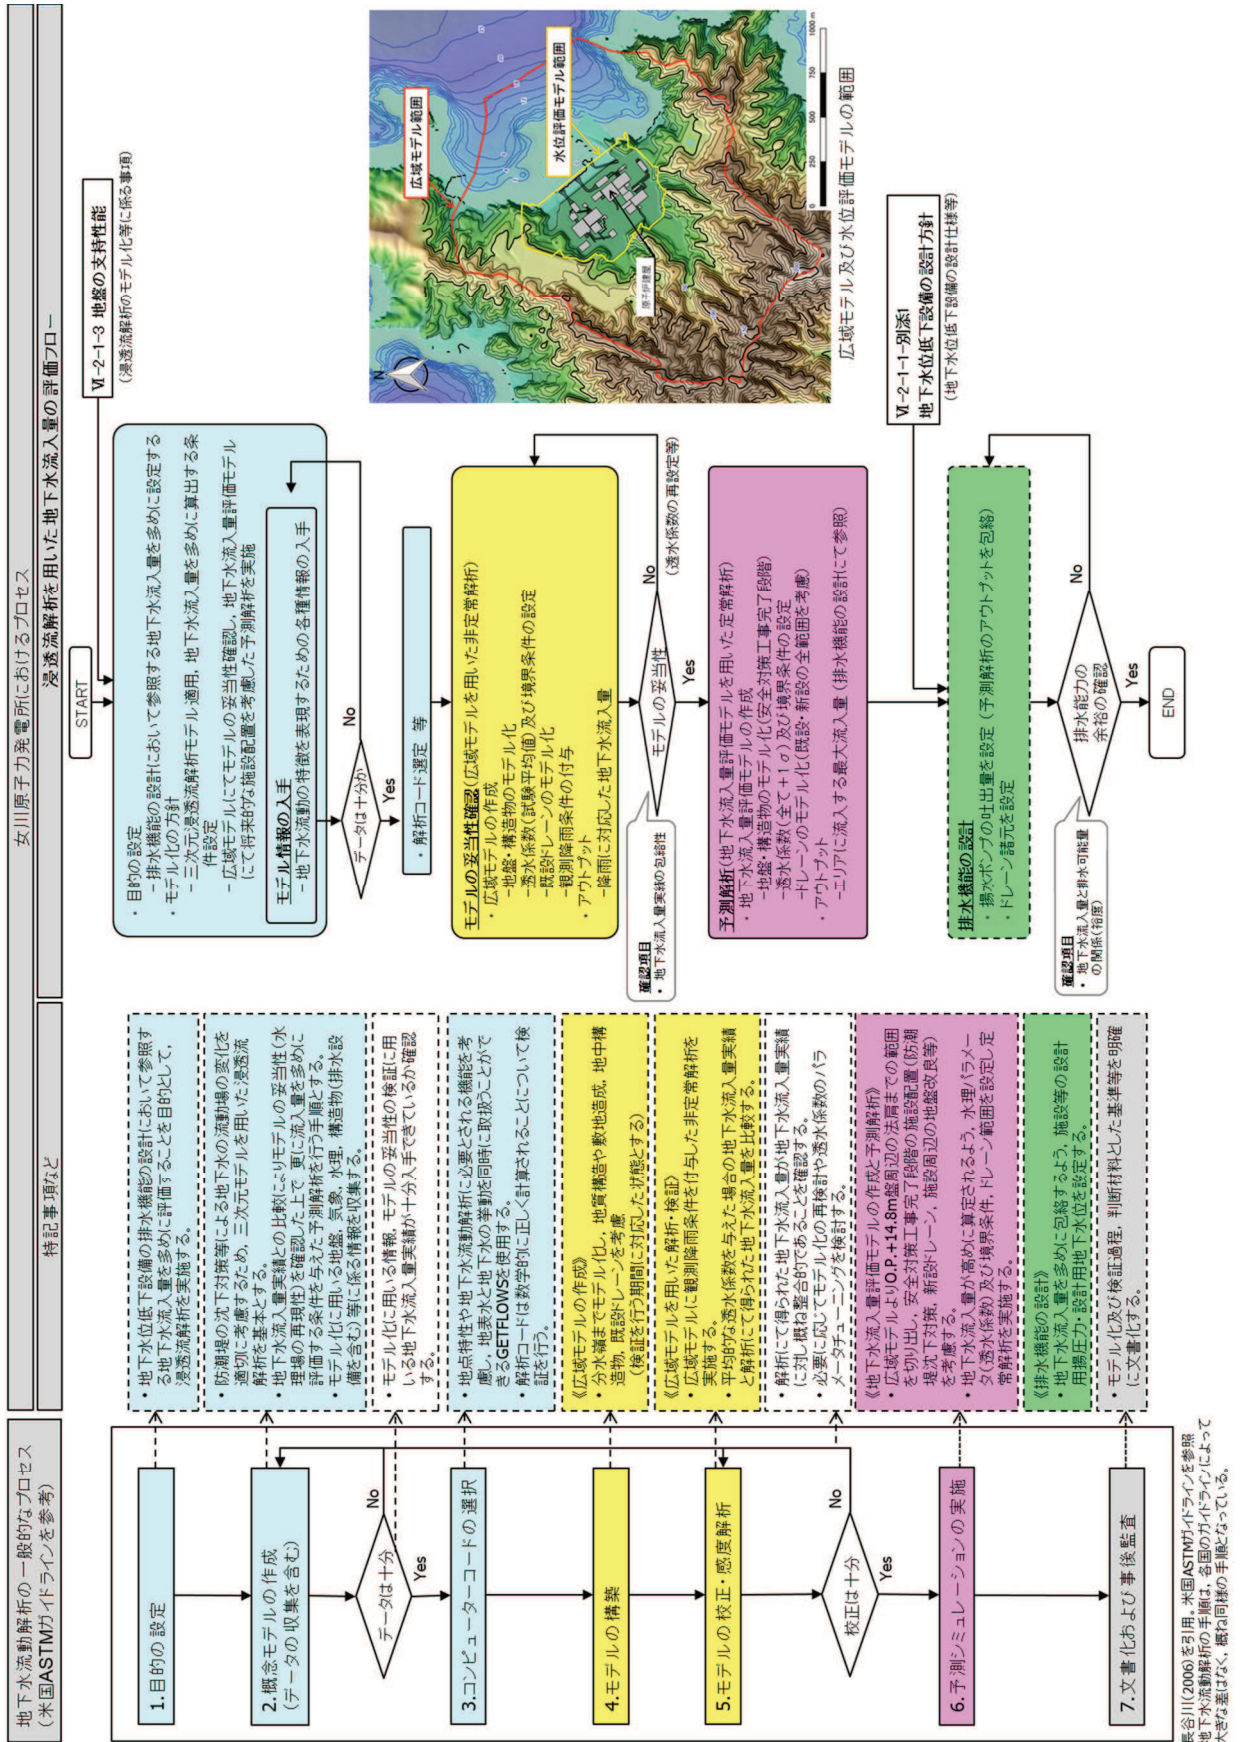 地下水流動解析の一般的なプロセス
(米国ASTMガイドラインを参考)
1.目的の設定
2.概念モデルの作成
(データの収集を含む)
データは十分
No
Yes
3.コンピューターコードの選択
4.モデルの構築
5.モデルの校正・感度解析
校正は十分
No
Yes
6.予測シミュレーションの実施
7.文書化および事後監査
長谷川(2006)を引用。米国ASTMガイドラインを参照
地下水流動解析の手順は、各国のガイドラインによって
大きな差はなく、概ね同様の手順となっている。
女川原子力発電所におけるプロセス
特記事項など
・地下水位低下設備の排水機能の設計において参照す
る地下水流入量を多めに評価することを目的として,
浸透流解析を実施する。
・防潮堤の沈下対策等による地下水の流動場の変化を
適切に考慮するため,三次元モデルを用いた浸透流
解析を基本とする。
・地下水流入量実績との比較によりモデルの妥当性(水
理場の再現性)を確認した上で,更に流入量を多めに
評価する条件を与えた予測解析を行う手順とする。
・モデル化に用いる地盤,気象,水理,構造物(排水設
備を含む)等に係る情報を収集する。
・モデル化に用いる情報,モデルの妥当性の検証に用
いる地下水流入量実績が十分入手できているか確認
する。
・地点特性や地下水流動解析に必要とされる機能を考
慮し,地表水と地下水の挙動を同時に取扱うことがで
きるGETFLOWSを使用する。
・解析コードは数学的に正しく計算されることについて検
証を行う。
《広域モデルの作成》
・分水嶺までモデル化し,地質構造や敷地造成,地中構
造物,既設ドレーンを考慮
(検証を行う期間に対応した状態とする)
《広域モデルを用いた解析・検証》
・広域モデルに観測降雨条件を付与した非定常解析を
実施する。
・平均的な透水係数を与えた場合の地下水流入量実績
と解析にて得られた地下水流入量を比較する。
・解析にて得られた地下水流入量が地下水流入量実績
に対し概ね整合的であることを確認する。
・必要に応じてモデル化の再検討や透水係数のパラ
メータチューニングを検討する。
《地下水流入量評価モデルの作成と予測解析》
・広域モデルよりO.P.+14.8m盤周辺の法肩までの範囲
を切り出し,安全対策工事完了段階の施設配置(防潮
堤沈下対策,新設ドレーン,施設周辺の地盤改良等)
を考慮する。
・地下水流入量が高めに算定されるよう,水理パラメー
タ(透水係数)及び境界条件,ドレーン範囲を設定し定
常解析を実施する。
《排水機能の設計》
・地下水流入量を多めに包絡するよう,施設等の設計
用揚圧力・設計用地下水位を設定する。
・モデル化及び検証過程,判断材料とした基準等を明確
に文書化する。
浸透流解析を用いた地下水流入量の評価フロー
START
VI-2-1-3 地盤の支持性能
(浸透流解析のモデル化等に係る事項)
・目的の設定
－排水機能の設計において参照する地下水流入量を多めに設定する
・モデル化の方針
－三次元浸透流解析モデル適用,地下水流入量を多めに算出する条
件設定
－広域モデルにてモデルの妥当性確認し,地下水流入量評価モデル
にて将来的な施設配置を考慮した予測解析を実施
モデル情報の入手
－地下水流動の特徴を表現するための各種情報の入手
データは十分か
No
Yes
・解析コード選定 等
モデルの妥当性確認(広域モデルを用いた非定常解析)
・広域モデルの作成
－地盤・構造物のモデル化
－透水係数(試験平均値)及び境界条件の設定
－既設ドレーンのモデル化
－観測降雨条件の付与
・アウトプット
－降雨に対応した地下水流入量
モデルの妥当性
No
(透水係数の再設定等)
Yes
確認項目
・地下水流入量実績の包絡性
予測解析(地下水流入量評価モデルを用いた定常解析)
・地下水流入量評価モデルの作成
－地盤・構造物のモデル化(安全対策工事完了段階)
－透水係数(全て+1σ)及び境界条件の設定
－ドレーンのモデル化(既設・新設の全範囲を考慮)
・アウトプット
－エリアに流入する最大流入量(排水機能の設計にて参照)
VI-2-1-1-別添1
地下水位低下設備の設計方針
(地下水位低下設備の設計仕様等)
排水機能の設計
・揚水ポンプの吐出量を設定(予測解析のアウトプットを包絡)
・ドレーン諸元を設定
排水能力の
余裕の確認
No
Yes
確認項目
・地下水流入量と排水可能量
の関係(裕度)
END
N
広域モデル範囲
水位評価モデル範囲
原子炉建屋
0 250 500 750 1000 m
広域モデル及び水位評価モデルの範囲